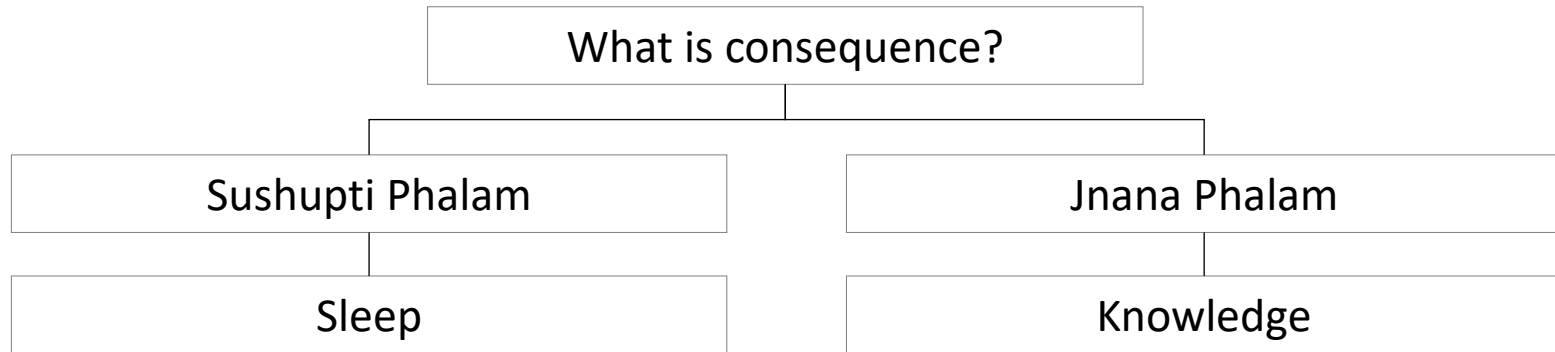 What is consequence?
Sushupti Phalam
Jnana Phalam
Sleep
Knowledge